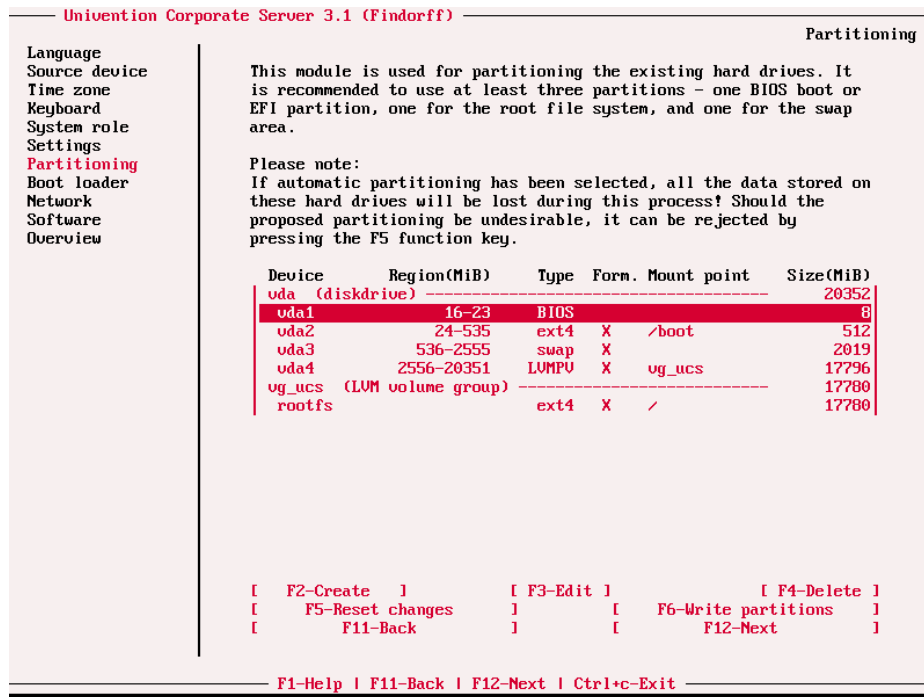 Univention Corporate Server 3.1 (Findorff)
Partitioning
Language
Source device
Time zone
Keyboard
System role
Settings
Partitioning
Boot loader
Network
Software
Overview
This module is used for partitioning the existing hard drives. It
is recommended to use at least three partitions - one BIOS boot or
EFI partition, one for the root file system, and one for the swap
area.
Please note:
If automatic partitioning has been selected, all the data stored on
these hard drives will be lost during this process! Should the
proposed partitioning be undesirable, it can be rejected by
pressing the F5 function key.
Device Region(MiB) Type Form. Mount point Size(MiB)
vda (diskdrive) 20352
vda1 16-23 BIOS 8
vda2 24-535 ext4 X /boot 512
vda3 536-2555 swap X 2019
vda4 2556-20351 LVMPV X vg_ucs 17796
vg_ucs (LVM volume group) 17780
rootfs ext4 X / 17780
[ F2-Create ] [ F3-Edit ] [ F4-Delete ]
[ F5-Reset changes ] [ F6-Write partitions ]
[ F11-Back ] [ F12-Next ]
F1-Help | F11-Back | F12-Next | Ctrl+c-Exit